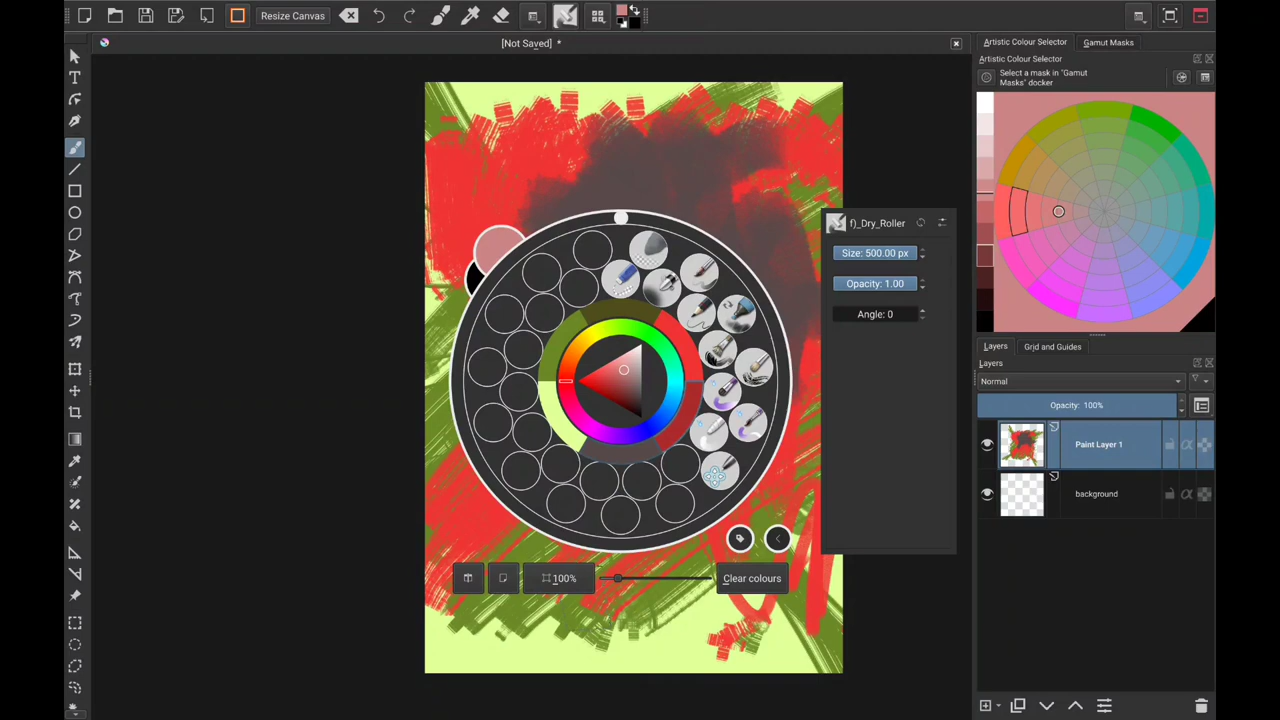 Resize Canvas
[Not Saved] *
Artistic Colour Selector
Gamut Masks
Artistic Colour Selector
Select a mask in "Gamut
Masks" docker
f)_Dry_Roller
Size: 500.00 px
Opacity: 1.00
Angle: 0
Layers
Grid and Guides
Layers
Normal
Opacity: 100%
Paint Layer 1
background
100%
Clear colours